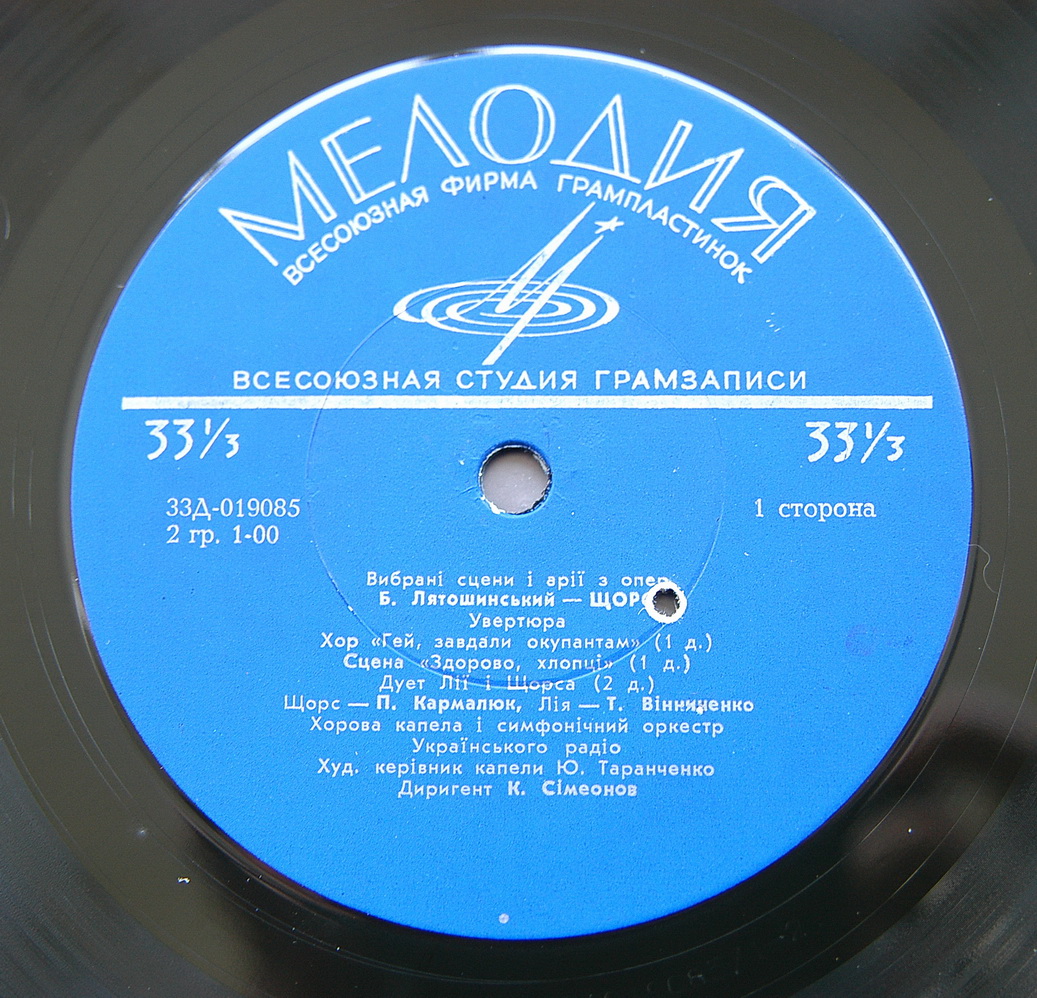 МЕЛОДИЯ
ВСЕСОЮЗНАЯ ФИРМА ГРАМПЛАСТИНОК
ВСЕСОЮЗНАЯ СТУДИЯ ГРАМЗАПИСИ
33⅓ 33⅓
33Д-019085 1 сторона
2 гр. 1-00
Вибрані сцени і арії з опер
Б. Лятошинський — ЩОРС
Увертюра
Хор «Гей, завдали окупантам» (1 д.)
Сцена «Здорово, хлопці» (1 д.)
Дует Лії і Щорса (2 д.)
Щорс — П. Кармалюк, Лія — Т. Вінниченко
Хорова капела і симфонічний оркестр
Українського радіо
Худ. керівник капели Ю. Таранченко
Диригент К. Сімеонов